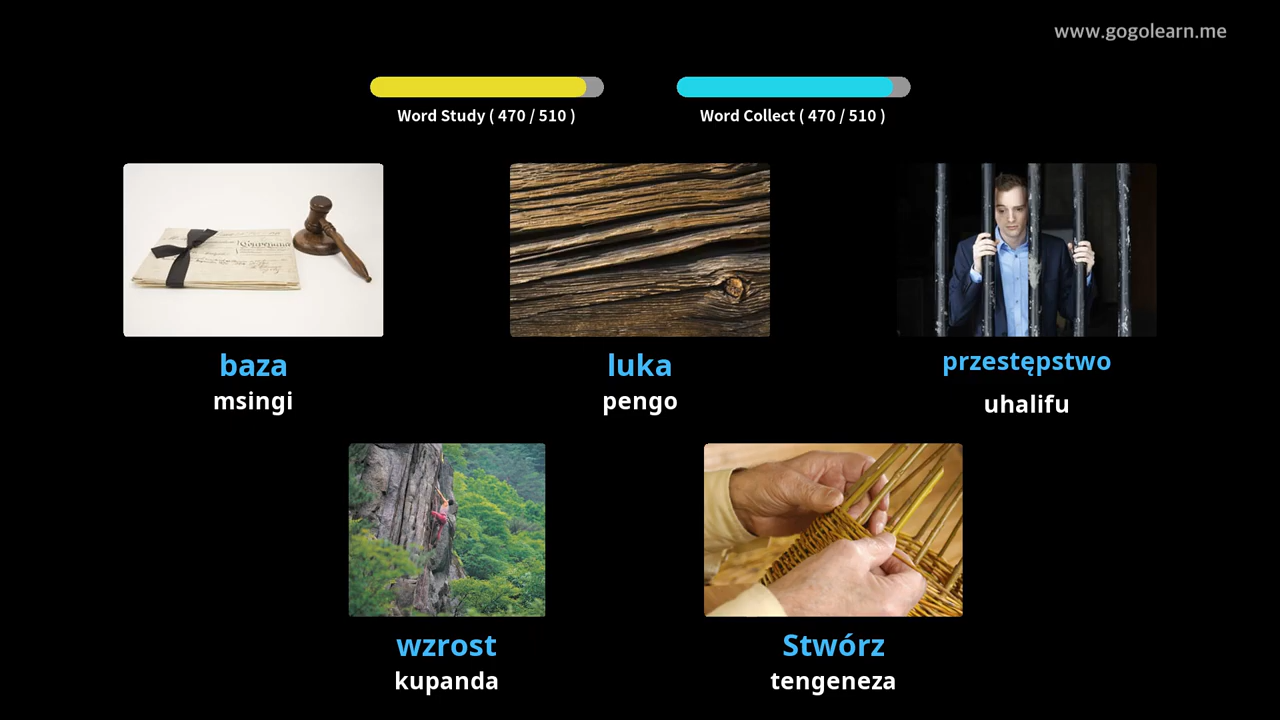 www.gogolearn.me
Word Study ( 470 / 510 )
Word Collect ( 470 / 510 )
baza
msingi
luka
pengo
przestępstwo
uhalifu
wzrost
kupanda
Stwórz
tengeneza